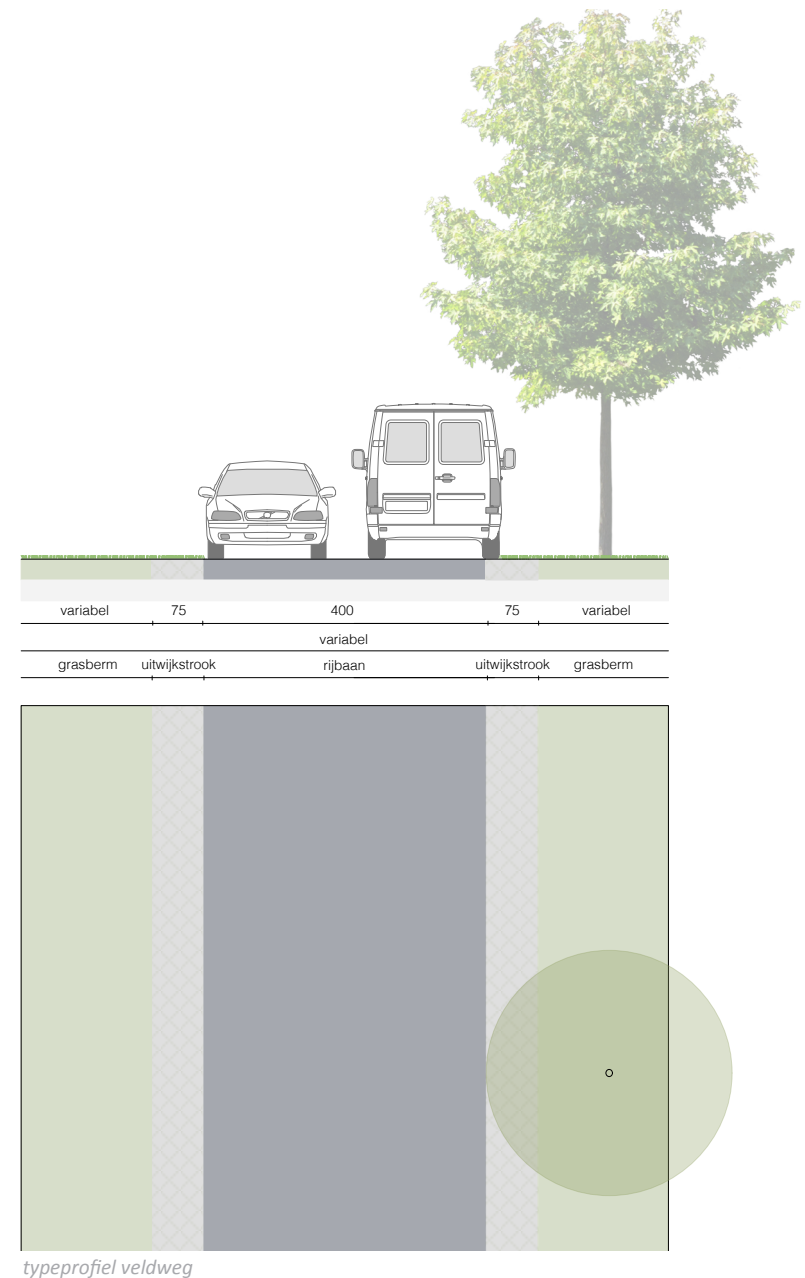 variabel 75 400 75 variabel
variabel
grasberm uitwijkstrook rijbaan uitwijkstrook grasberm
typeprofiel veldweg